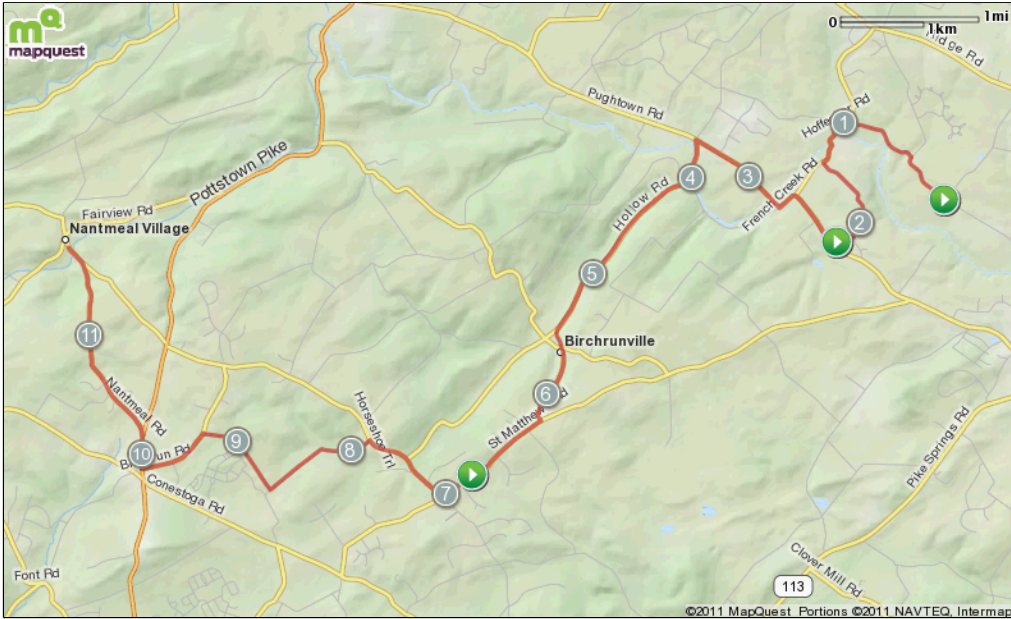 mapquest
0
1mi
1km
Ridge Rd
Pughtown Rd
1
Pottstown Pike
3
4
Hollow Rd
French Creek Rd
Fairview Rd
Nantmeal Village
2
5
11
Birchrunville
Nantmeal Rd
Horseshoe Trl
6
St Matthews Rd
9
8
10
Conestoga Rd
7
Pike Springs Rd
Clover Mill Rd
Font Rd
113
©2011 MapQuest Portions ©2011 NAVTEQ, Intermap